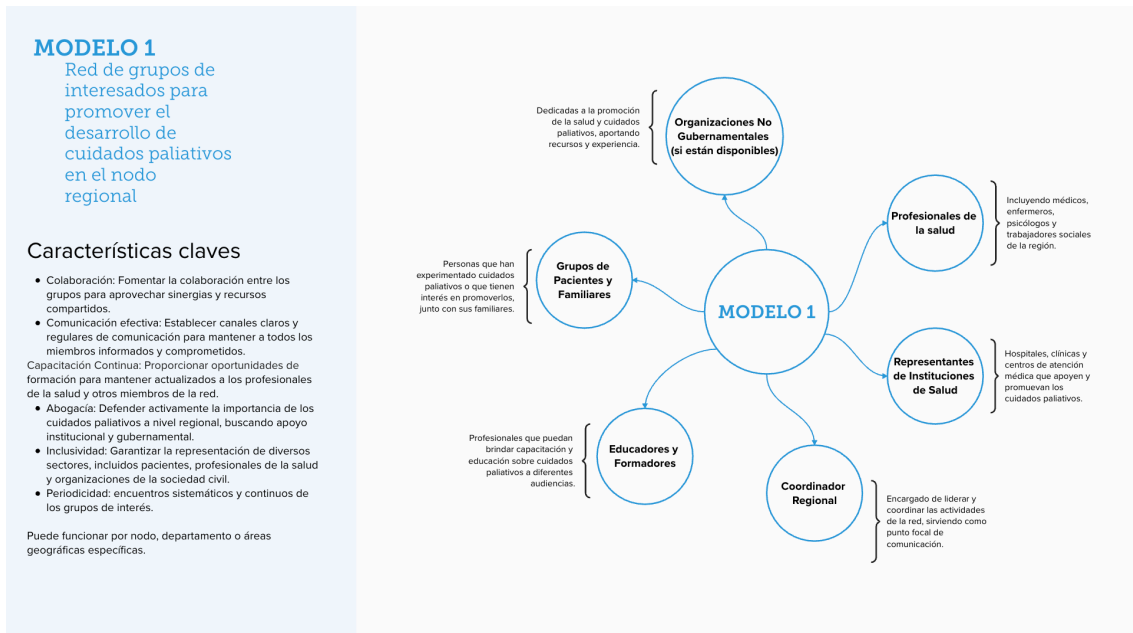 MODELO 1
Red de grupos de
interesados para
promover el
desarrollo de
cuidados paliativos
en el nodo
regional
Características claves
• Colaboración: Fomentar la colaboración entre los
grupos para aprovechar sinergias y recursos
compartidos.
• Comunicación efectiva: Establecer canales claros y
regulares de comunicación para mantener a todos los
miembros informados y comprometidos.
Capacitación Continua: Proporcionar oportunidades de
formación para mantener actualizados a los profesionales
de la salud y otros miembros de la red.
• Abogacía: Defender activamente la importancia de los
cuidados paliativos a nivel regional, buscando apoyo
institucional y gubernamental.
• Inclusividad: Garantizar la representación de diversos
sectores, incluidos pacientes, profesionales de la salud
y organizaciones de la sociedad civil.
• Periodicidad: encuentros sistemáticos y continuos de
los grupos de interés.
Puede funcionar por nodo, departamento o áreas
geográficas específicas.
Dedicadas a la promoción
de la salud y cuidados
paliativos, aportando
recursos y experiencia.
Organizaciones No
Gubernamentales
(si están disponibles)
Profesionales de
la salud
Incluyendo médicos,
enfermeros,
psicólogos y
trabajadores sociales
de la región.
Personas que han
experimentado cuidados
paliativos o que tienen
interés en promoverlos,
junto con sus familiares.
Grupos de
Pacientes y
Familiares
MODELO 1
Representantes
de Instituciones
de Salud
Hospitales, clínicas y
centros de atención
médica que apoyen y
promuevan los
cuidados paliativos.
Profesionales que puedan
brindar capacitación y
educación sobre cuidados
paliativos a diferentes
audiencias.
Educadores y
Formadores
Coordinador
Regional
Encargado de liderar y
coordinar las actividades
de la red, sirviendo como
punto focal de
comunicación.